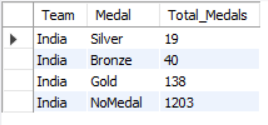 Team Medal Total_Medals
India Silver 19
India Bronze 40
India Gold 138
India NoMedal 1203